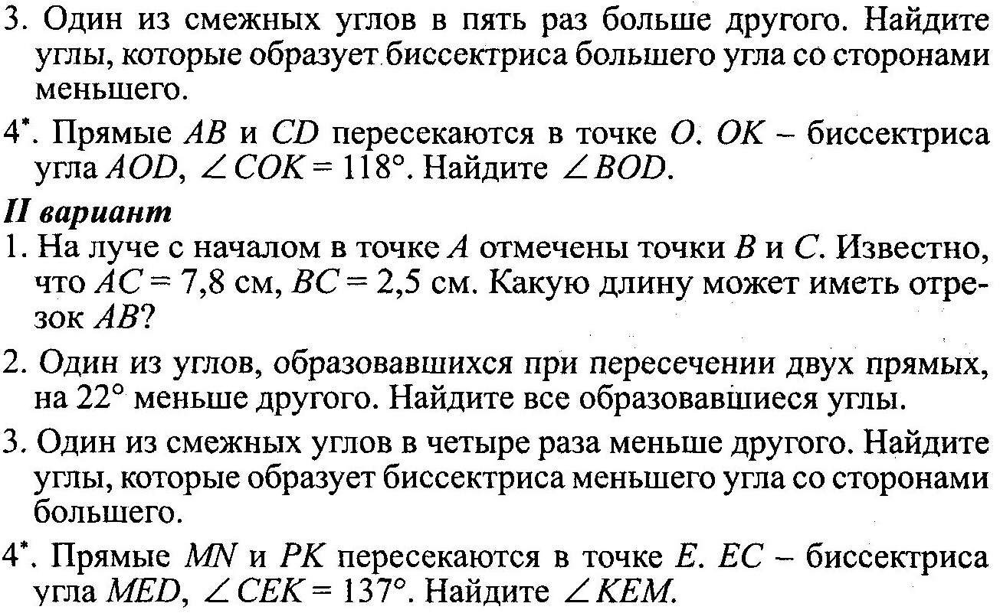 3. Один из смежных углов в пять раз больше другого. Найдите
углы, которые образует биссектриса большего угла со сторонами
меньшего.
4*. Прямые AB и CD пересекаются в точке O. OK – биссектриса
угла AOD, ∠COK = 118°. Найдите ∠BOD.
II вариант
1. На луче с началом в точке A отмечены точки B и C. Известно,
что AC = 7,8 см, BC = 2,5 см. Какую длину может иметь отре-
зок AB?
2. Один из углов, образовавшихся при пересечении двух прямых,
на 22° меньше другого. Найдите все образовавшиеся углы.
3. Один из смежных углов в четыре раза меньше другого. Найдите
углы, которые образует биссектриса меньшего угла со сторонами
большего.
4*. Прямые MN и PK пересекаются в точке E. EC – биссектриса
угла MED, ∠CEK = 137°. Найдите ∠KEM.